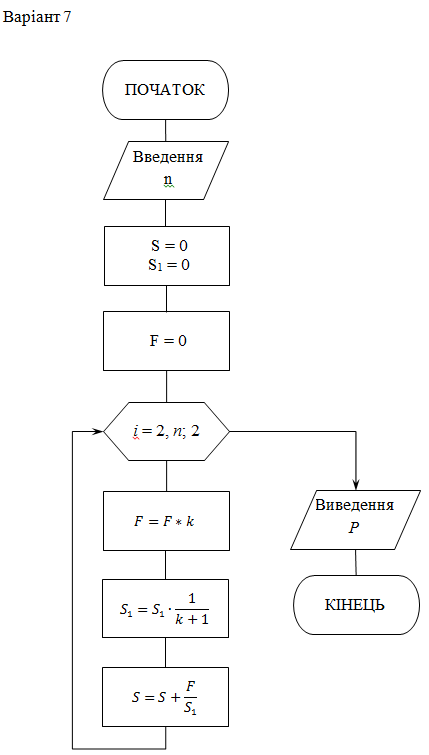 Варіант 7
ПОЧАТОК
Введення
n
S = 0
S₁ = 0
F = 0
i = 2, n; 2
F = F ∗ k
S₁ = S₁ · 1/(k + 1)
S = S + F/S₁
Виведення
P
КІНЕЦЬ